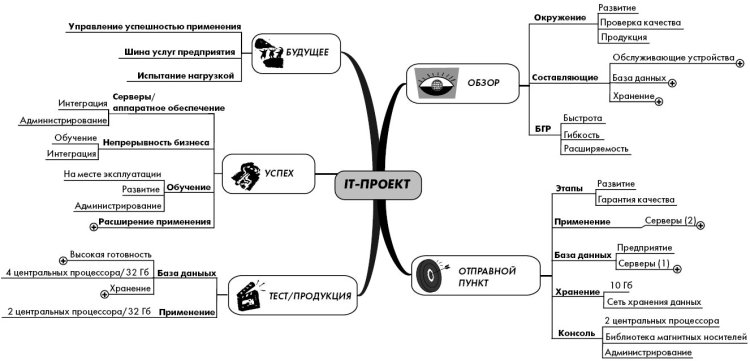 Управление успешностью применения
Шина услуг предприятия
Испытание нагрузкой
БУДУЩЕЕ
Серверы/
аппаратное обеспечение
Интеграция
Администрирование
Непрерывность бизнеса
Обучение
Интеграция
Обучение
На месте эксплуатации
Развитие
Администрирование
Расширение применения
УСПЕХ
База даных
Высокая готовность
4 центральных процессора/32 Гб
Хранение
Применение
2 центральных процессора/32 Гб
ТЕСТ/ПРОДУКЦИЯ
IT-ПРОЕКТ
ОБЗОР
Окружение
Развитие
Проверка качества
Продукция
Составляющие
Обслуживающие устройства
База данных
Хранение
БГР
Быстрота
Гибкость
Расширяемость
ОТПРАВНОЙ
ПУНКТ
Этапы
Развитие
Гарантия качества
Применение
Серверы (2)
База данных
Предприятие
Серверы (1)
Хранение
10 Гб
Сеть хранения данных
Консоль
2 центральных процессора
Библиотека магнитных носителей
Администрирование